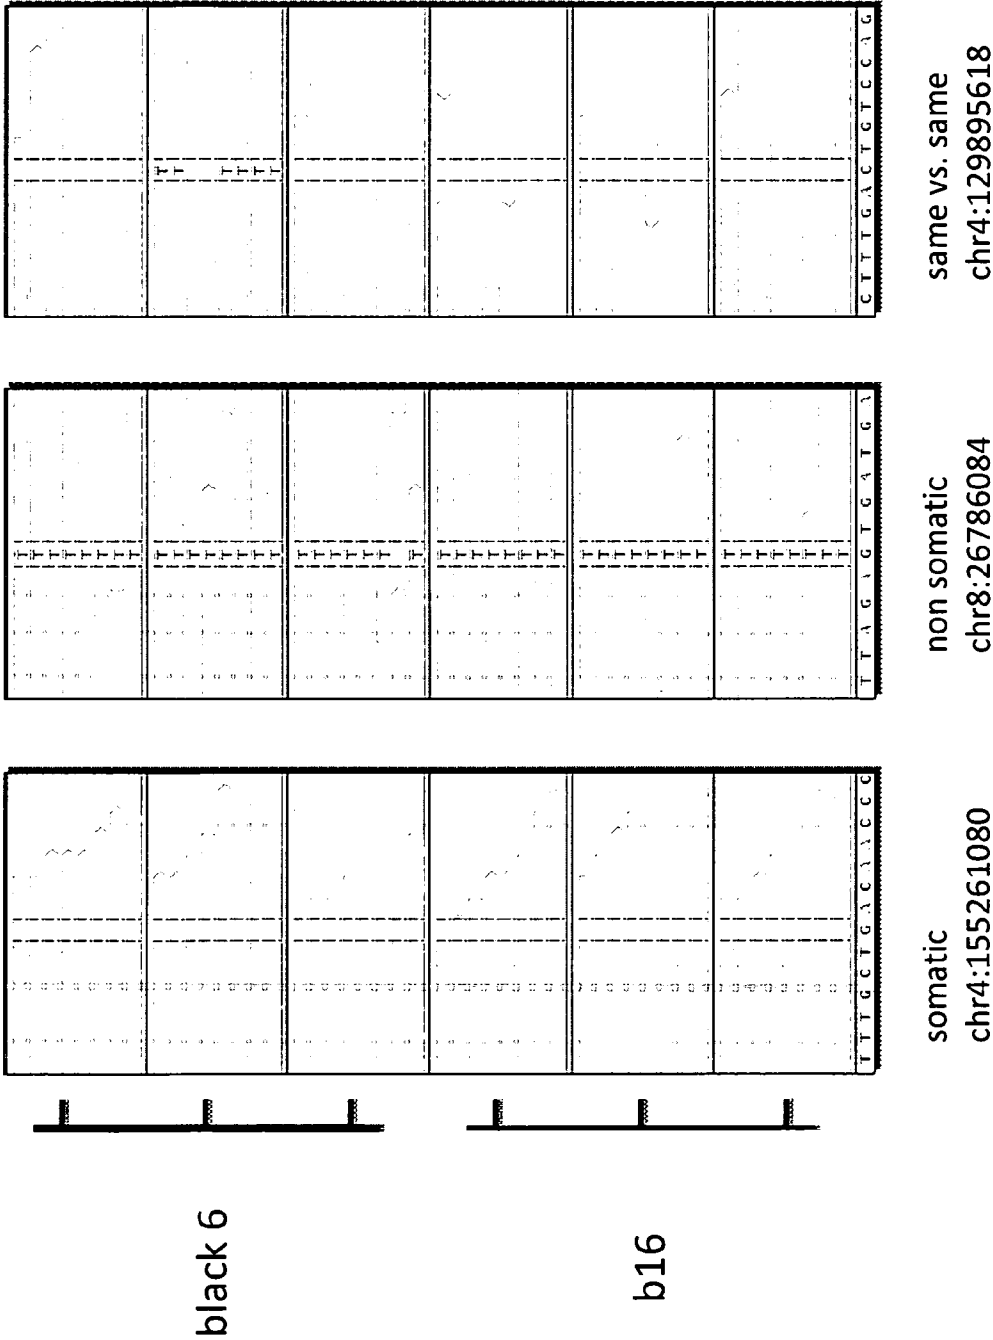 black 6
b16
T T T G C T G A C A A C C C
somatic
chr4:155261080
T T A G A G T G A T G A
non somatic
chr8:26786084
C T T T G A C T G T C C A G
same vs. same
chr4:129895618